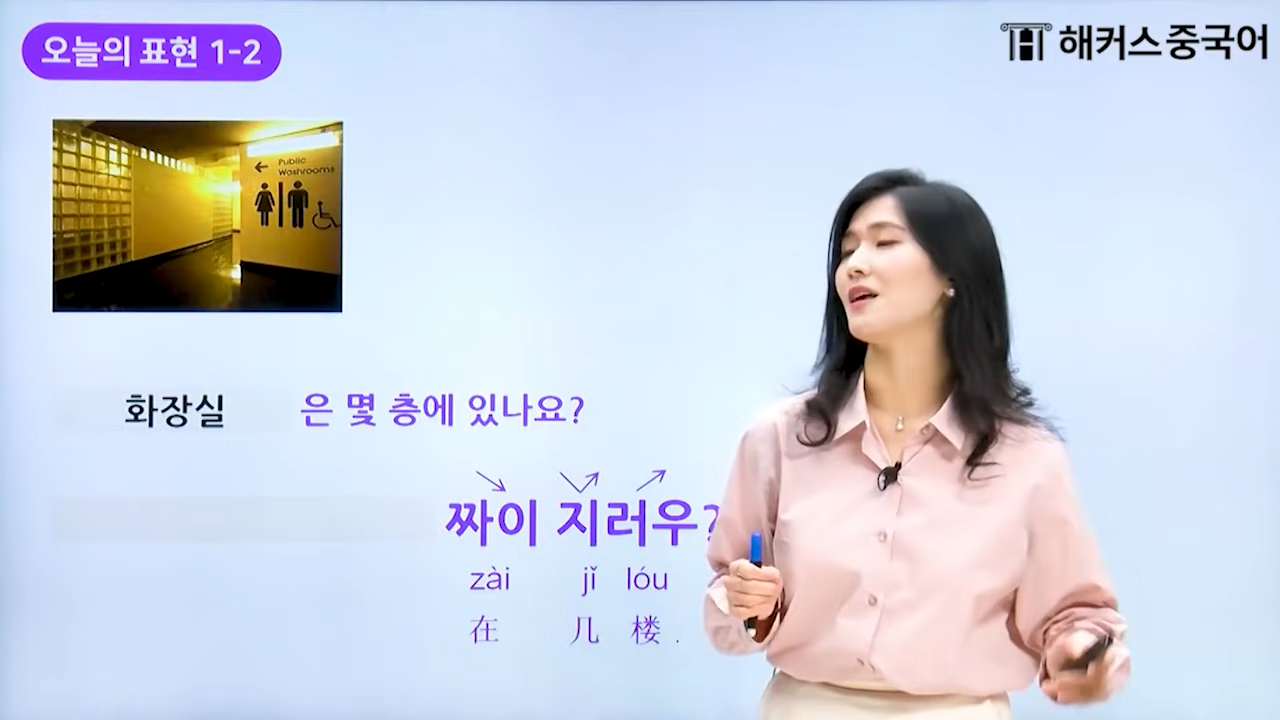 오늘의 표현 1-2
해커스중국어
Public
Washrooms
화장실 은 몇 층에 있나요?
싸이 지러우?
zài jǐ lóu
在 几 楼 .